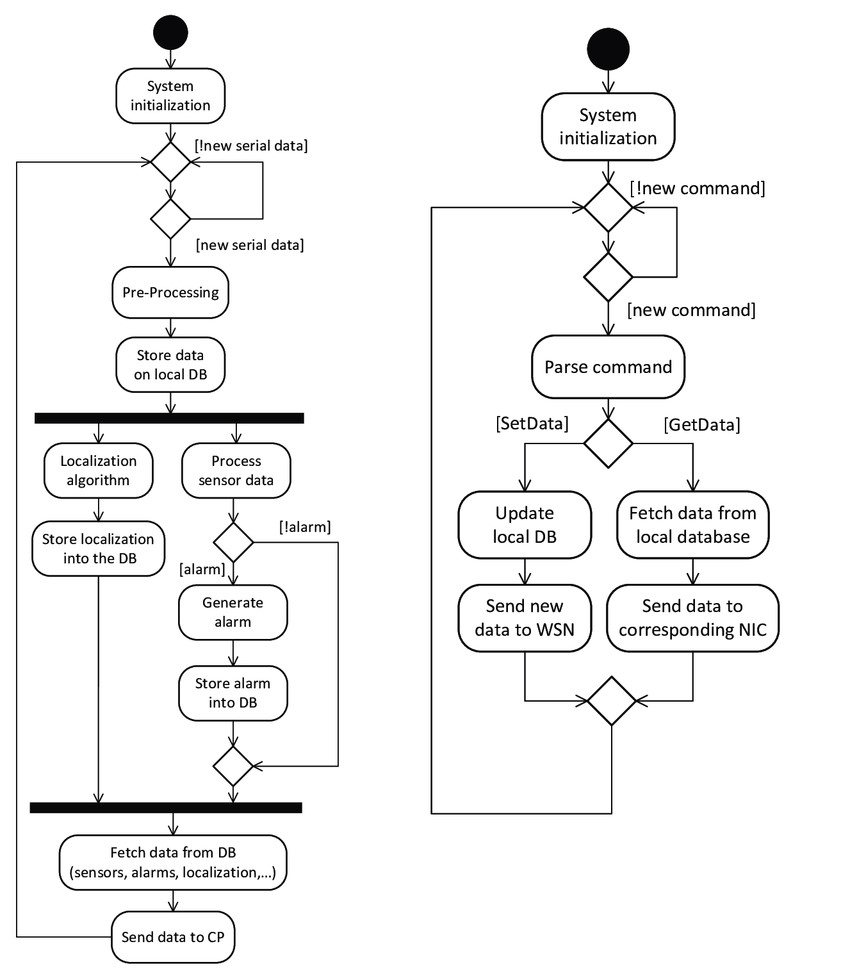 System
initialization
[!new serial data]
[new serial data]
Pre-Processing
Store data
on local DB
Localization
algorithm
Process
sensor data
Store localization
into the DB
[!alarm]
[alarm]
Generate
alarm
Store alarm
into DB
Fetch data from DB
(sensors, alarms, localization,...)
Send data to CP
System
initialization
[!new command]
[new command]
Parse command
[SetData]
[GetData]
Update
local DB
Fetch data from
local database
Send new
data to WSN
Send data to
corresponding NIC